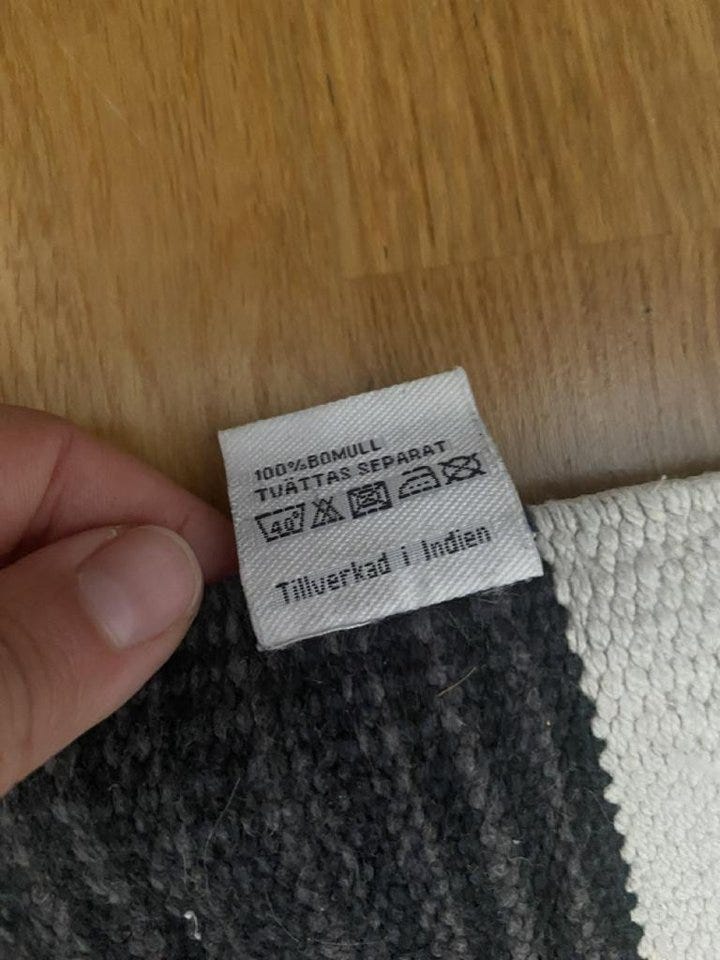 100%BOMULL
TVÄTTAS SEPARAT
40°
Tillverkad i Indien